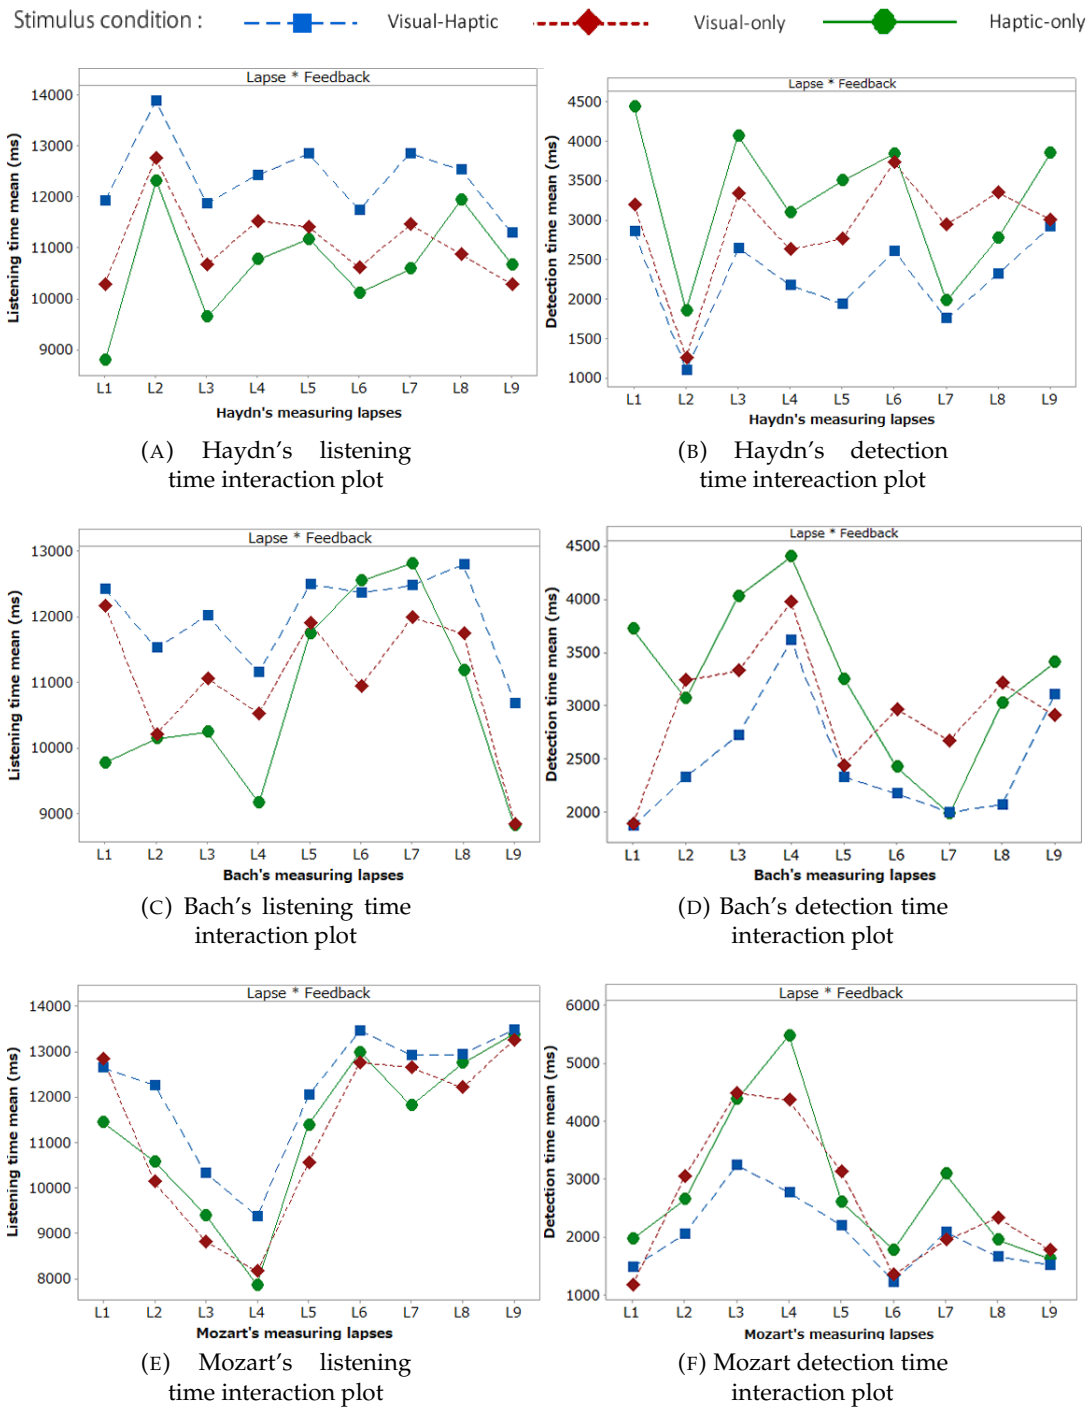 Stimulus condition : Visual-Haptic Visual-only Haptic-only
Lapse * Feedback
Listening time mean (ms)
14000
13000
12000
11000
10000
9000
L1 L2 L3 L4 L5 L6 L7 L8 L9
Haydn's measuring lapses
(A) Haydn's listening
time interaction plot
Lapse * Feedback
Detection time mean (ms)
4500
4000
3500
3000
2500
2000
1500
1000
L1 L2 L3 L4 L5 L6 L7 L8 L9
Haydn's measuring lapses
(B) Haydn's detection
time intereaction plot
Lapse * Feedback
Listening time mean (ms)
13000
12000
11000
10000
9000
L1 L2 L3 L4 L5 L6 L7 L8 L9
Bach's measuring lapses
(C) Bach's listening time
interaction plot
Lapse * Feedback
Detection time mean (ms)
4500
4000
3500
3000
2500
2000
L1 L2 L3 L4 L5 L6 L7 L8 L9
Bach's measuring lapses
(D) Bach's detection time
interaction plot
Lapse * Feedback
Listening time mean (ms)
14000
13000
12000
11000
10000
9000
8000
L1 L2 L3 L4 L5 L6 L7 L8 L9
Mozart's measuring lapses
(E) Mozart's listening
time interaction plot
Lapse * Feedback
Detection time mean (ms)
6000
5000
4000
3000
2000
1000
L1 L2 L3 L4 L5 L6 L7 L8 L9
Mozart's measuring lapses
(F) Mozart detection time
interaction plot